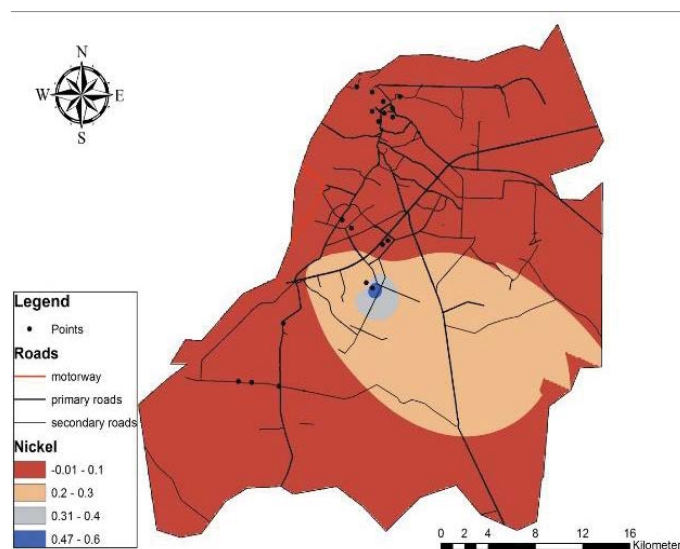 N
W E
S
Legend
Points
Roads
motorway
primary roads
secondary roads
Nickel
-0.01 - 0.1
0.2 - 0.3
0.31 - 0.4
0.47 - 0.6
0 2 4 8 12 16
Kilometer